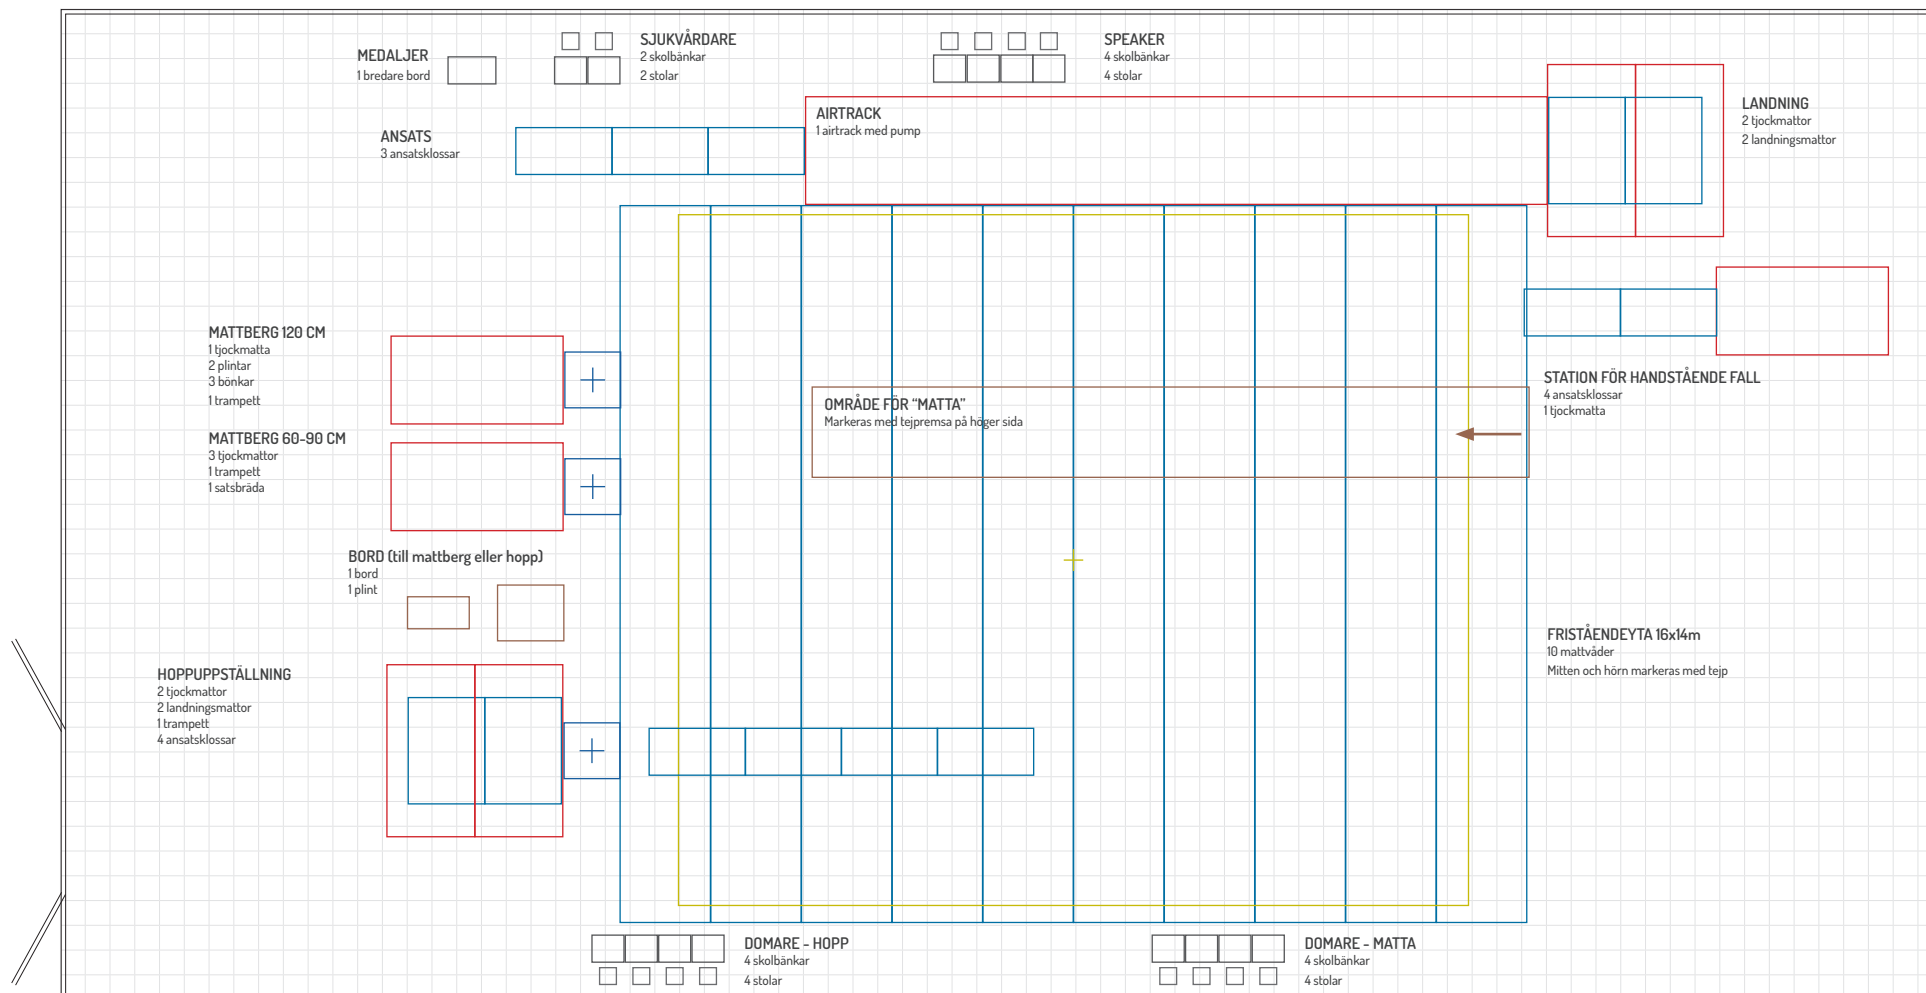 MEDALJER
1 bredare bord
SJUKVÅRDARE
2 skolbänkar
2 stolar
SPEAKER
4 skolbänkar
4 stolar
ANSATS
3 ansatsklossar
AIRTRACK
1 airtrack med pump
LANDNING
2 tjockmattor
2 landningsmattor
MATTBERG 120 CM
1 tjockmatta
2 plintar
3 bönkar
1 trampett
STATION FÖR HANDSTÅENDE FALL
4 ansatsklossar
1 tjockmatta
OMRÅDE FÖR “MATTA”
Markeras med tejpremsa på höger sida
MATTBERG 60-90 CM
3 tjockmattor
1 trampett
1 satsbräda
BORD (till mattberg eller hopp)
1 bord
1 plint
FRISTÅENDEYTA 16x14m
10 mattvåder
Mitten och hörn markeras med tejp
HOPPUPPSTÄLLNING
2 tjockmattor
2 landningsmattor
1 trampett
4 ansatsklossar
DOMARE - HOPP
4 skolbänkar
4 stolar
DOMARE - MATTA
4 skolbänkar
4 stolar